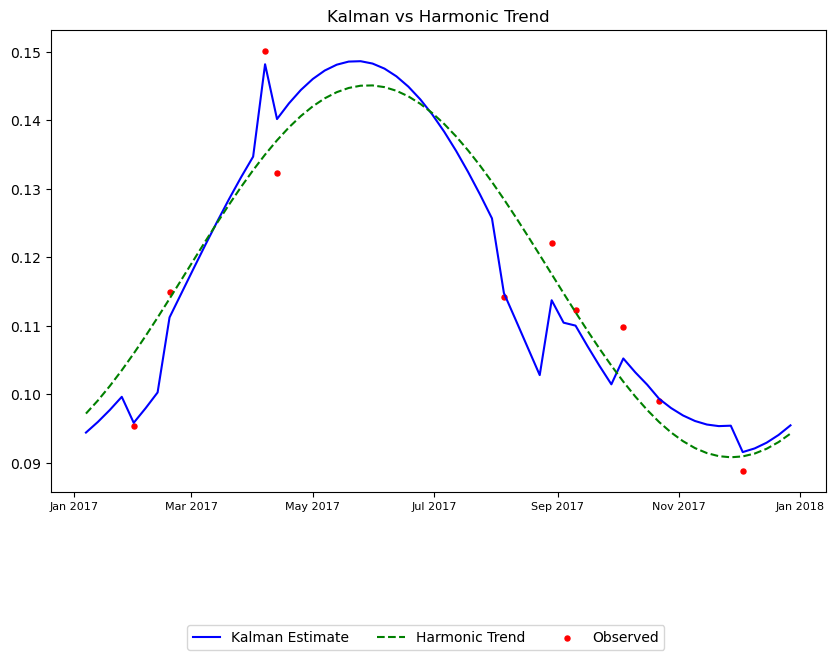 Kalman vs Harmonic Trend
0.15
0.14
0.13
0.12
0.11
0.10
0.09
Jan 2017 Mar 2017 May 2017 Jul 2017 Sep 2017 Nov 2017 Jan 2018
Kalman Estimate Harmonic Trend Observed